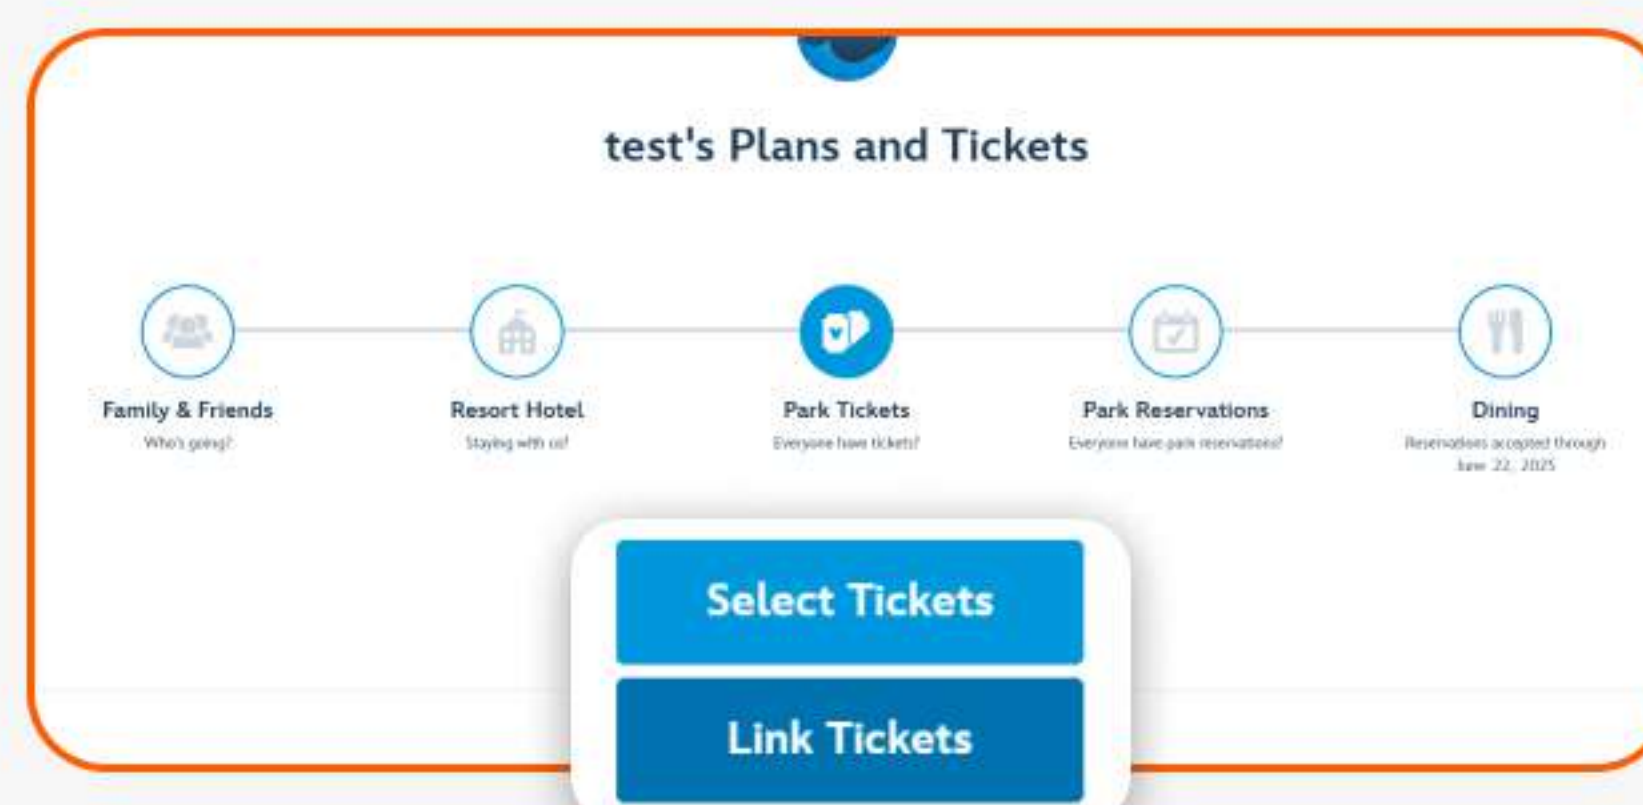 test's Plans and Tickets
Family & Friends
Who's going?
Resort Hotel
Staying with us?
Park Tickets
Everyone have tickets?
Park Reservations
Everyone have park reservations?
Dining
Reservations accepted through
June 22, 2025
Select Tickets
Link Tickets